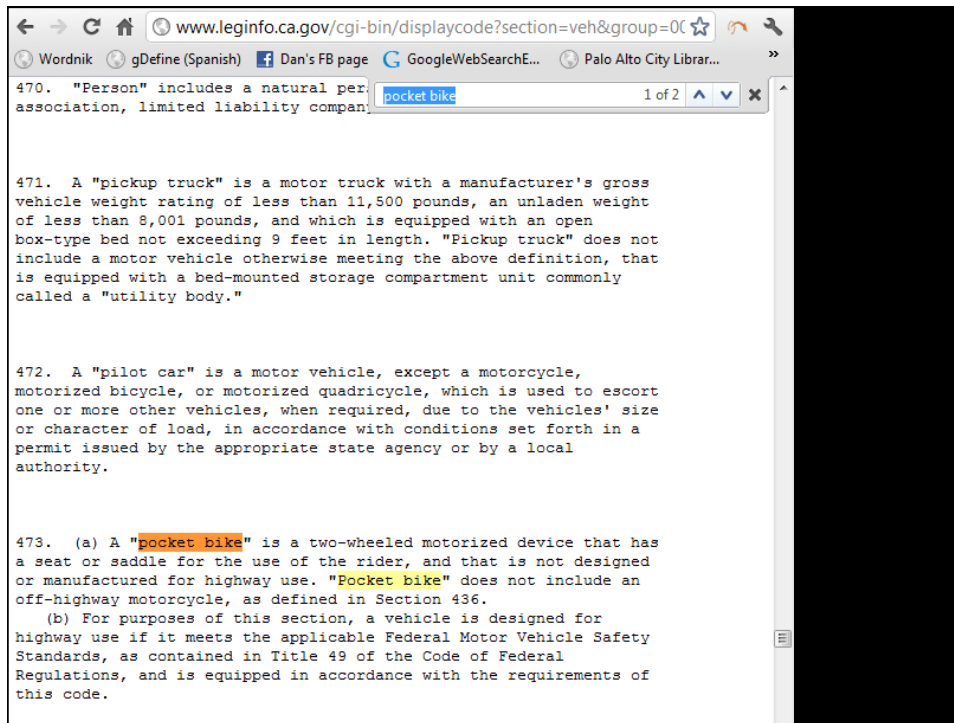 www.leginfo.ca.gov/cgi-bin/displaycode?section=veh&group=00
Wordnik gDefine (Spanish) Dan's FB page GoogleWebSearchE... Palo Alto City Librar... »
pocket bike 1 of 2
470. "Person" includes a natural
association, limited liability company
471. A "pickup truck" is a motor truck with a manufacturer's gross
vehicle weight rating of less than 11,500 pounds, an unladen weight
of less than 8,001 pounds, and which is equipped with an open
box-type bed not exceeding 9 feet in length. "Pickup truck" does not
include a motor vehicle otherwise meeting the above definition, that
is equipped with a bed-mounted storage compartment unit commonly
called a "utility body."
472. A "pilot car" is a motor vehicle, except a motorcycle,
motorized bicycle, or motorized quadricycle, which is used to escort
one or more other vehicles, when required, due to the vehicles' size
or character of load, in accordance with conditions set forth in a
permit issued by the appropriate state agency or by a local
authority.
473. (a) A "pocket bike" is a two-wheeled motorized device that has
a seat or saddle for the use of the rider, and that is not designed
or manufactured for highway use. "Pocket bike" does not include an
off-highway motorcycle, as defined in Section 436.
(b) For purposes of this section, a vehicle is designed for
highway use if it meets the applicable Federal Motor Vehicle Safety
Standards, as contained in Title 49 of the Code of Federal
Regulations, and is equipped in accordance with the requirements of
this code.